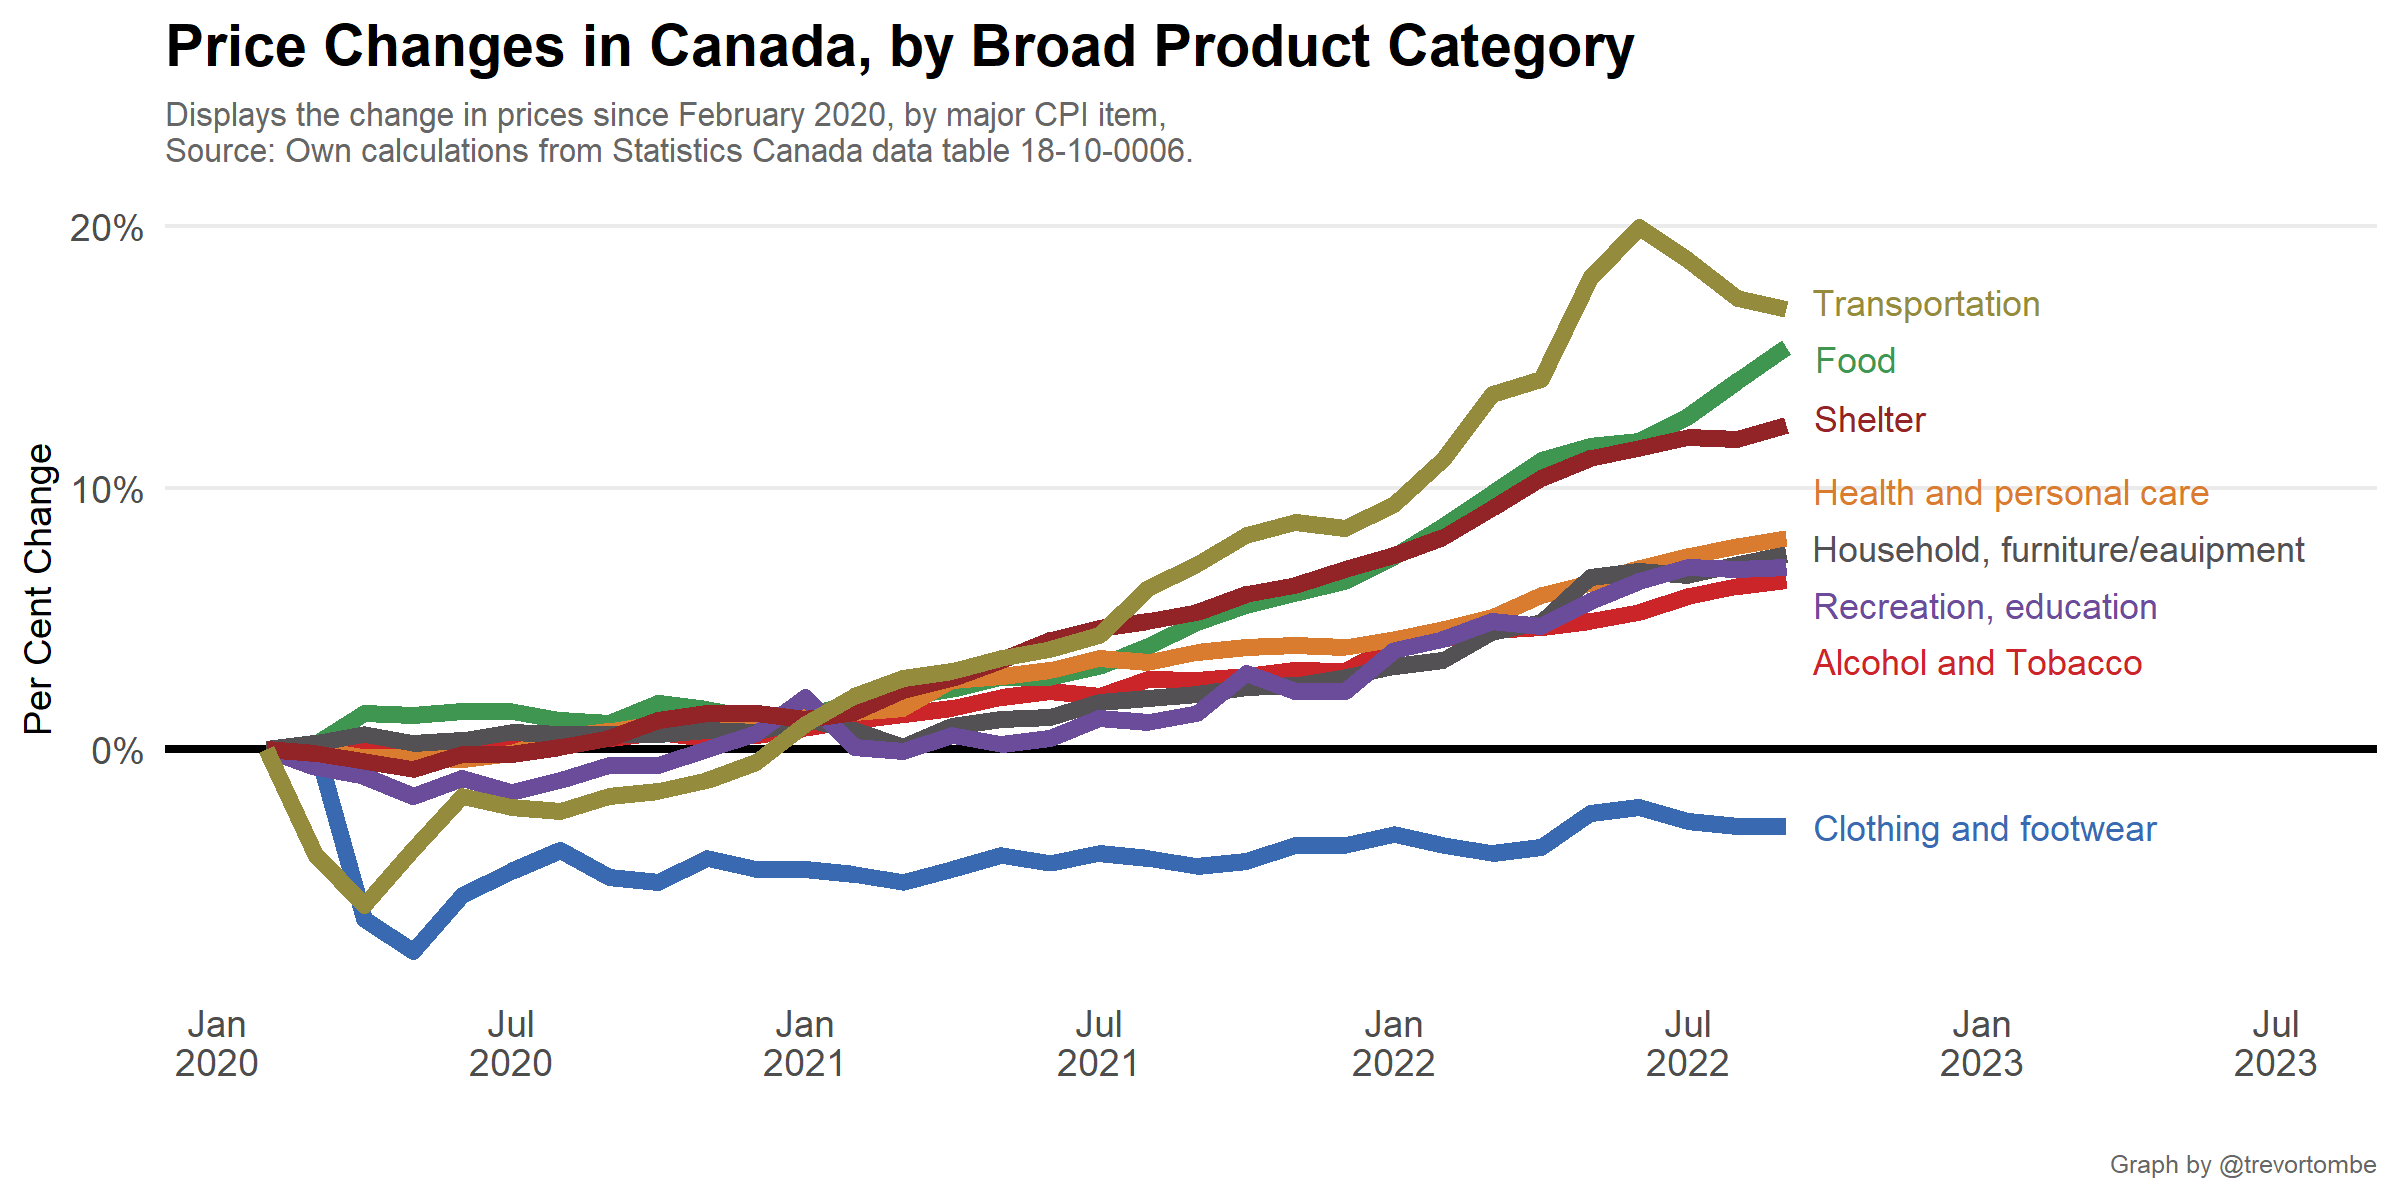 Price Changes in Canada, by Broad Product Category
Displays the change in prices since February 2020, by major CPI item,
Source: Own calculations from Statistics Canada data table 18-10-0006.
Per Cent Change
20%
10%
0%
Transportation
Food
Shelter
Health and personal care
Household, furniture/eauipment
Recreation, education
Alcohol and Tobacco
Clothing and footwear
Jan Jul Jan Jul Jan Jul Jan Jul
2020 2020 2021 2021 2022 2022 2023 2023
Graph by @trevortombe